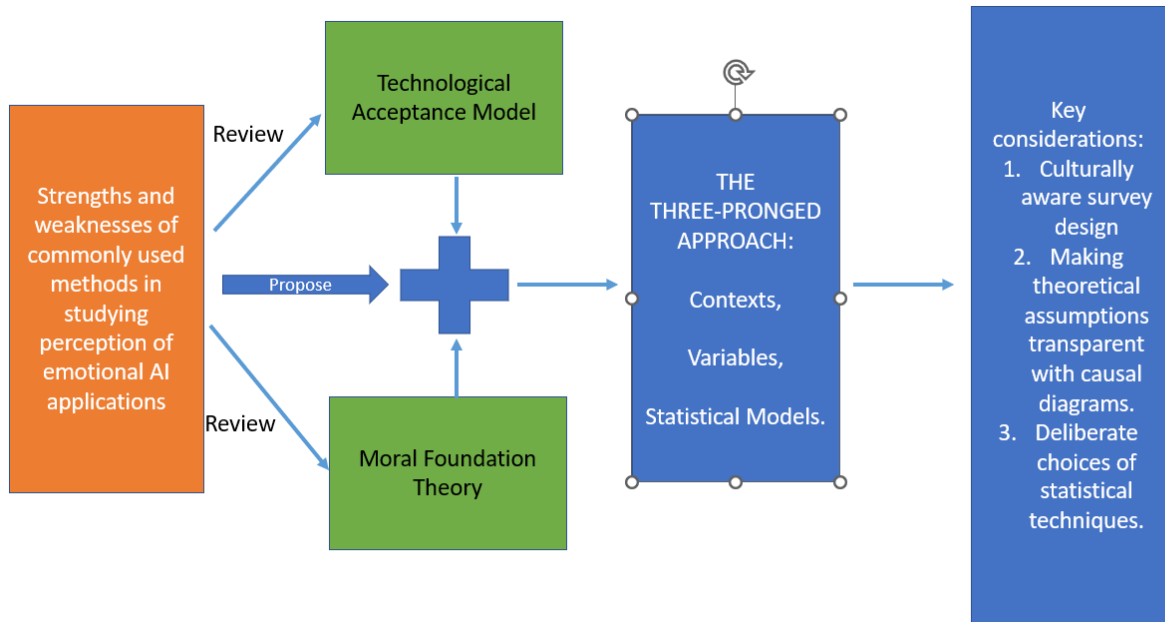 Strengths and
weaknesses of
commonly used
methods in
studying
perception of
emotional AI
applications
Review
Propose
Review
Technological
Acceptance Model
Moral Foundation
Theory
THE
THREE-PRONGED
APPROACH:
Contexts,
Variables,
Statistical Models.
Key
considerations:
1. Culturally
aware survey
design
2. Making
theoretical
assumptions
transparent
with causal
diagrams.
3. Deliberate
choices of
statistical
techniques.